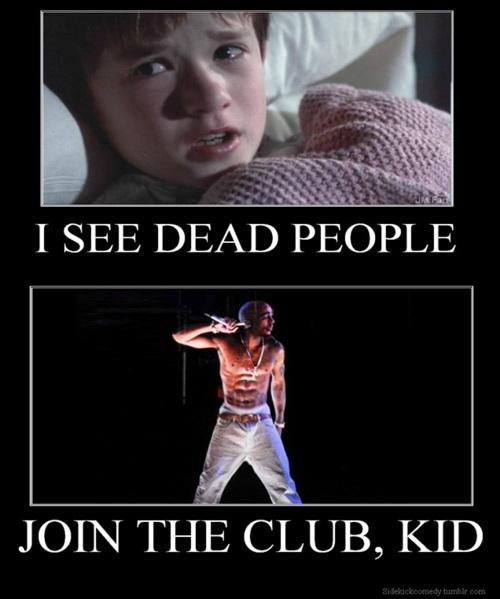 I SEE DEAD PEOPLE
JOIN THE CLUB, KID
Sidekickcomedy.tumblr.com